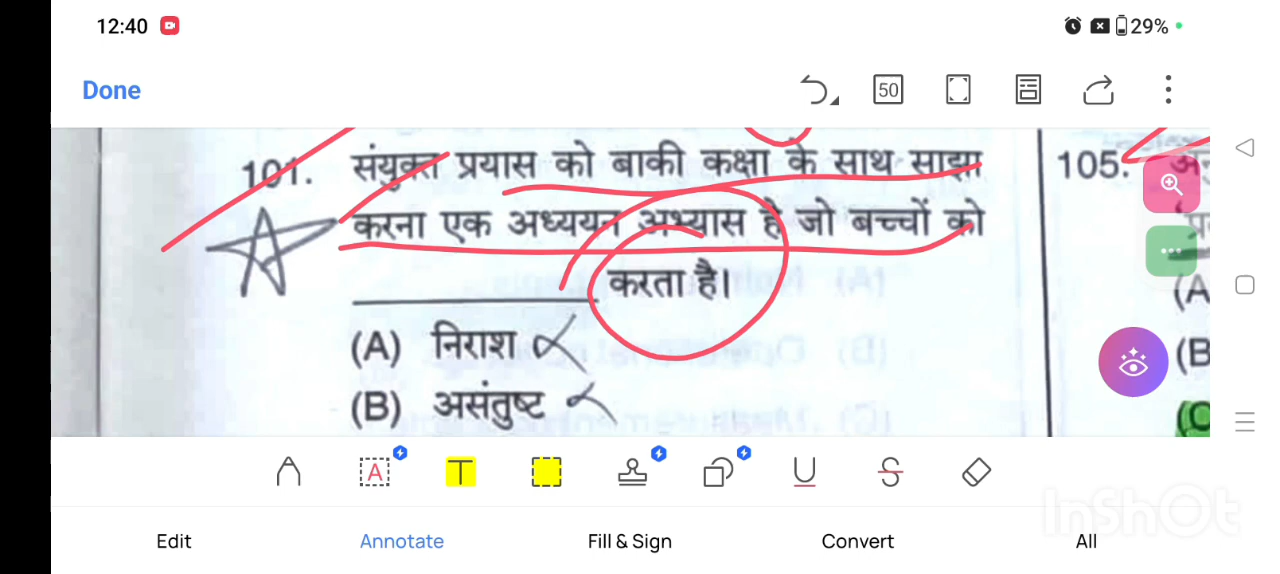 12:40
29%
Done
50
101. संयुक्त प्रयास को बाकी कक्षा के साथ साझा
करना एक अध्ययन अभ्यास है जो बच्चों को
____________ करता है।
(A) निराश
(B) असंतुष्ट
105.
(A
(B
(C
A
T
U
S
Edit
Annotate
Fill & Sign
Convert
All
InShOt